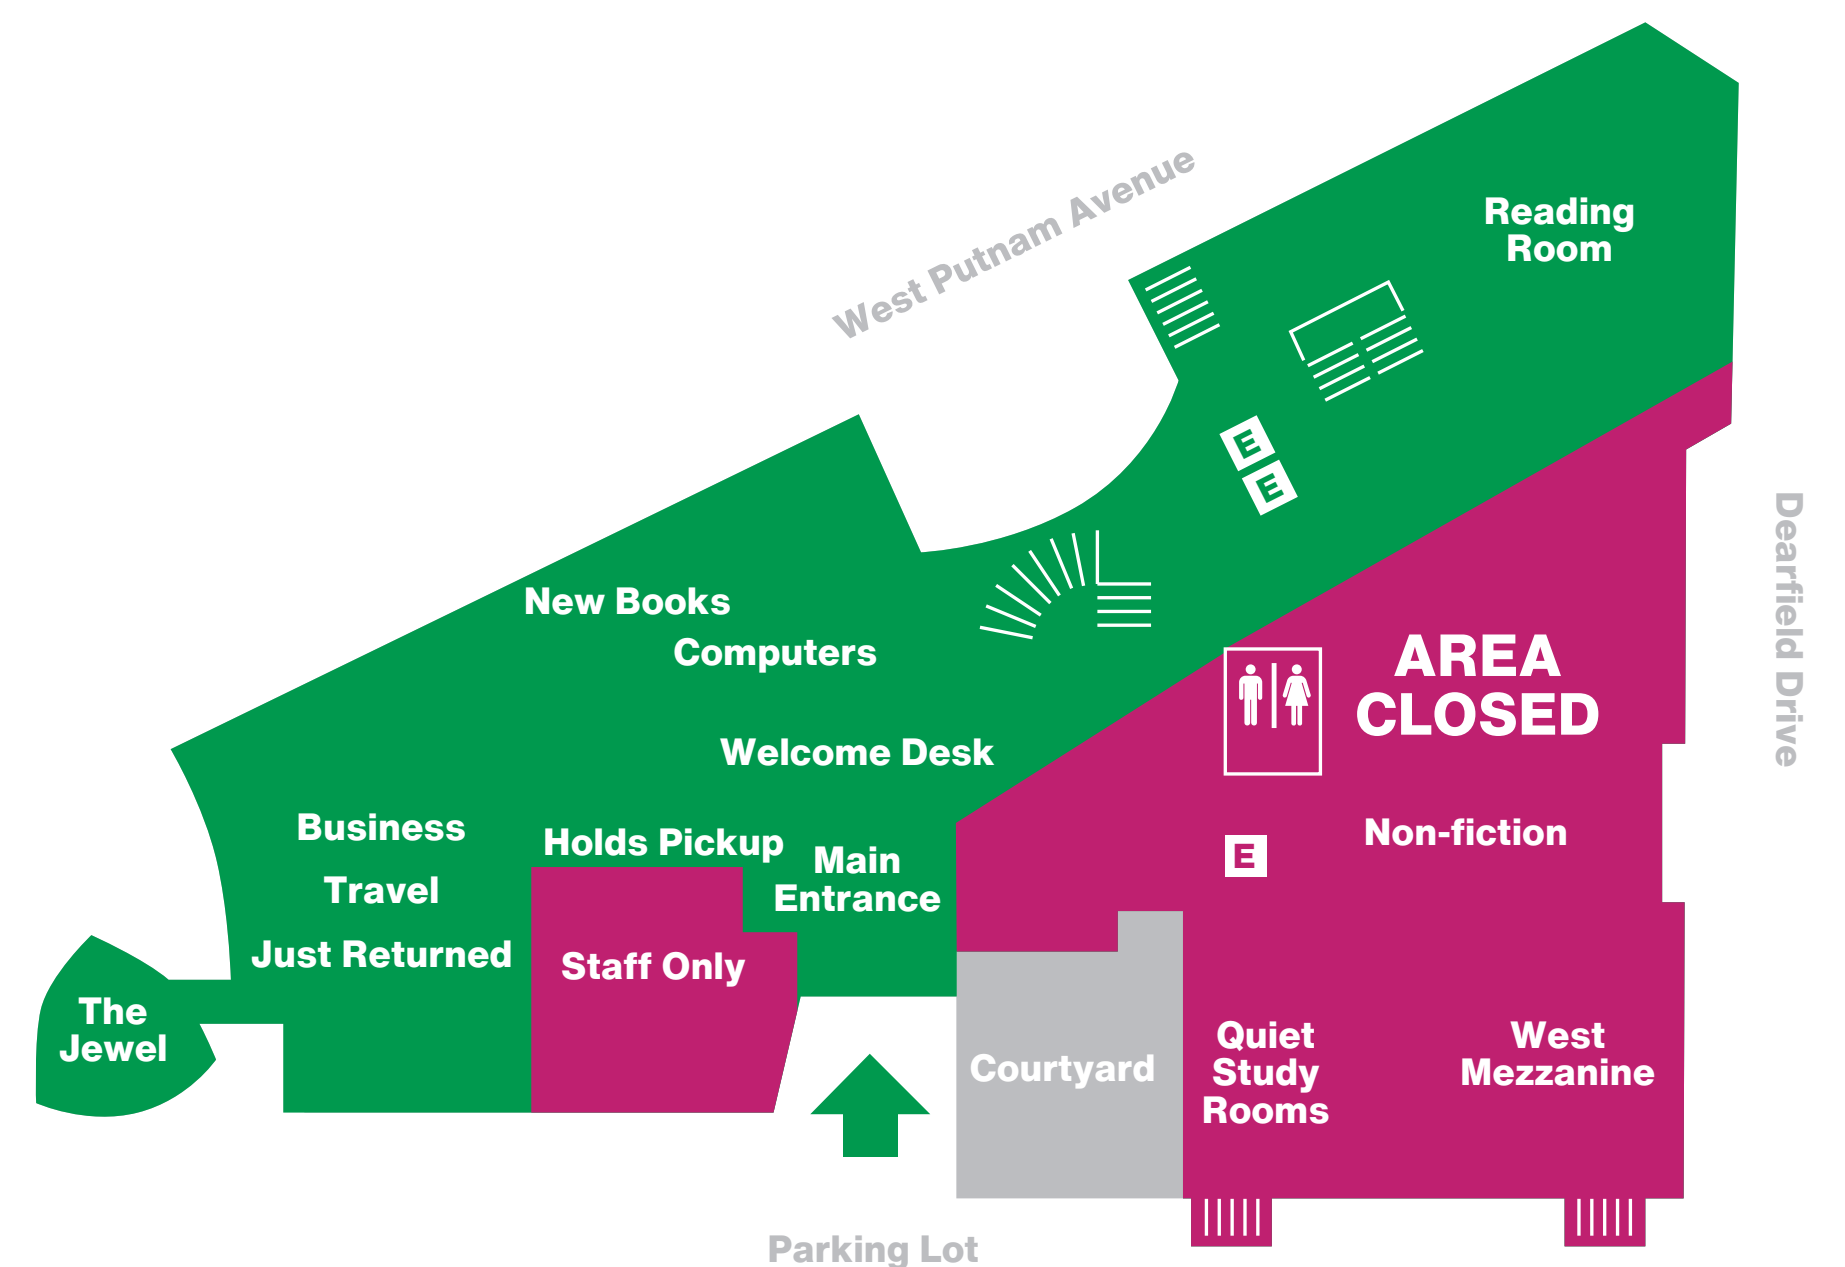 West Putnam Avenue
Reading
Room
E
E
Dearfield Drive
New Books
Computers
AREA
CLOSED
Welcome Desk
Business
Holds Pickup
Main
Entrance
Non-fiction
E
Travel
Just Returned
Staff Only
The
Jewel
Courtyard
Quiet
Study
Rooms
West
Mezzanine
Parking Lot